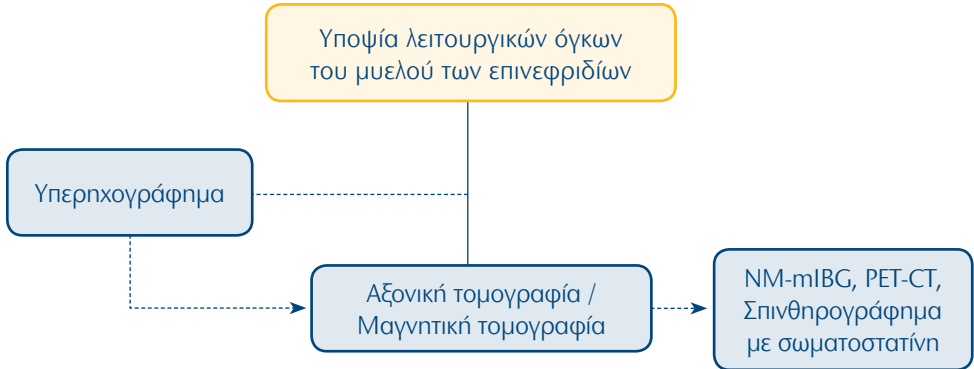 Υποψία λειτουργικών όγκων
του μυελού των επινεφριδίων
Υπερηχογράφημα
Αξονική τομογραφία /
Μαγνητική τομογραφία
NM-mIBG, PET-CT,
Σπινθηρογράφημα
με σωματοστατίνη